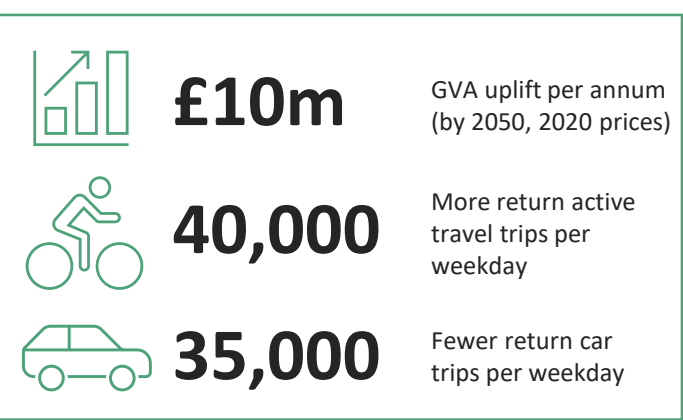 £10m
GVA uplift per annum
(by 2050, 2020 prices)
40,000
More return active
travel trips per
weekday
35,000
Fewer return car
trips per weekday